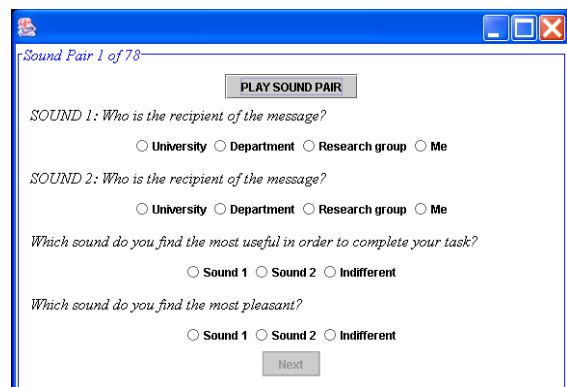 Sound Pair 1 of 78
PLAY SOUND PAIR
SOUND 1: Who is the recipient of the message?
University Department Research group Me
SOUND 2: Who is the recipient of the message?
University Department Research group Me
Which sound do you find the most useful in order to complete your task?
Sound 1 Sound 2 Indifferent
Which sound do you find the most pleasant?
Sound 1 Sound 2 Indifferent
Next